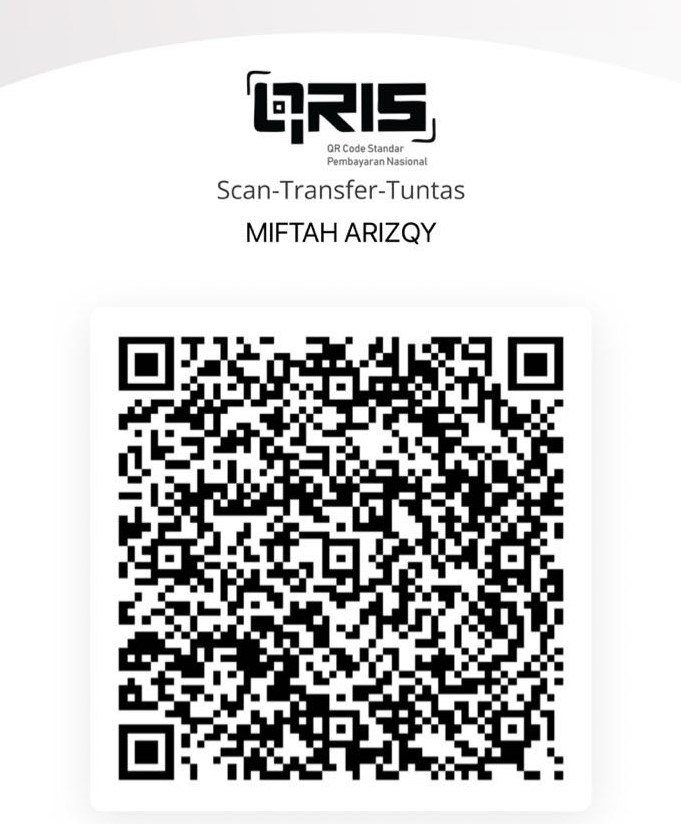 QRIS
QR Code Standar
Pembayaran Nasional
Scan-Transfer-Tuntas
MIFTAH ARIZQY